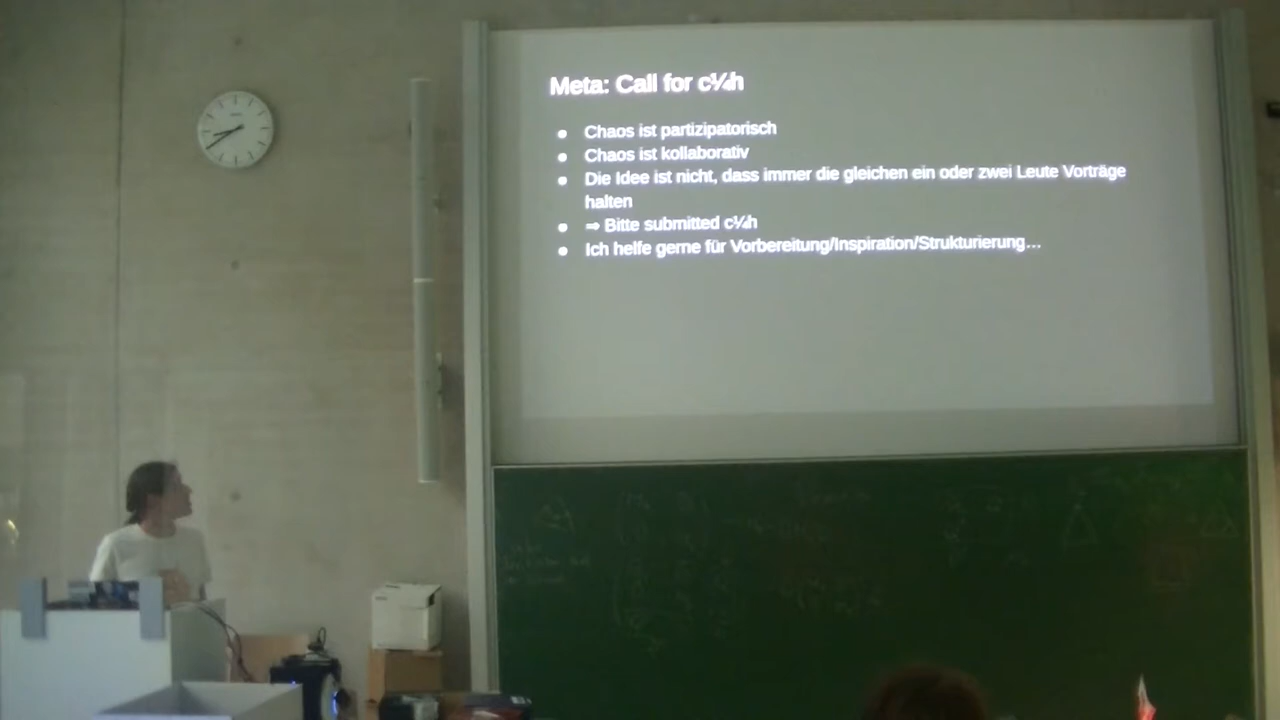 Meta: Call for c¼h
● Chaos ist partizipatorisch
● Chaos ist kollaborativ
● Die Idee ist nicht, dass immer die gleichen ein oder zwei Leute Vorträge
halten
● ⇒ Bitte submitted c¼h
● Ich helfe gerne für Vorbereitung/Inspiration/Strukturierung…